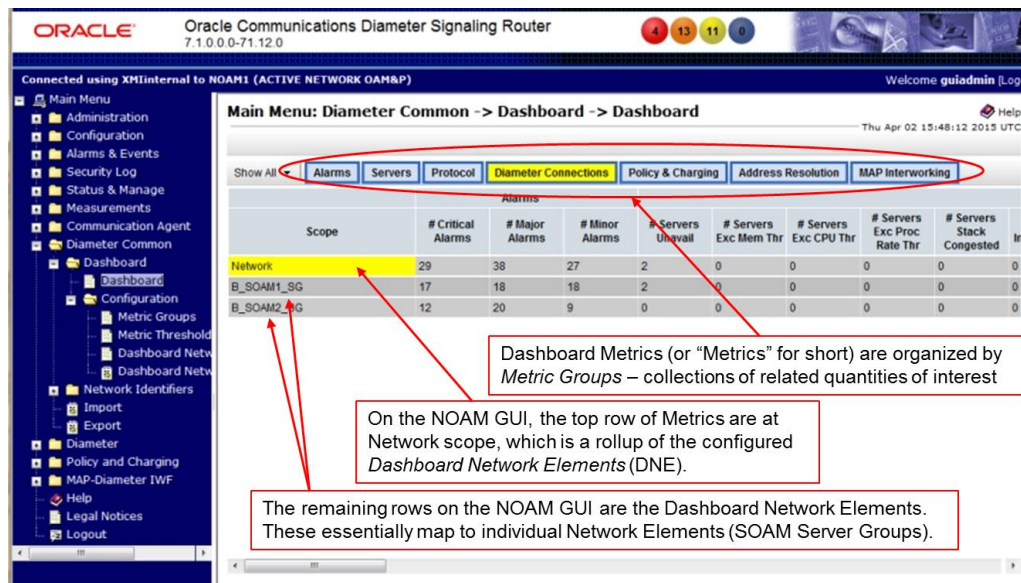 ORACLE®
Oracle Communications Diameter Signaling Router
7.1.0.0.0-71.12.0
4 13 11 0
Connected using XMIinternal to NOAM1 (ACTIVE NETWORK OAM&P)
Welcome guiadmin [Log
Main Menu
Administration
Configuration
Alarms & Events
Security Log
Status & Manage
Measurements
Communication Agent
Diameter Common
Dashboard
Dashboard
Configuration
Metric Groups
Metric Threshold
Dashboard Netw
Dashboard Netw
Network Identifiers
Import
Export
Diameter
Policy and Charging
MAP-Diameter IWF
Help
Legal Notices
Logout
Main Menu: Diameter Common -> Dashboard -> Dashboard
Help
Thu Apr 02 15:48:12 2015 UTC
Show All Alarms Servers Protocol Diameter Connections Policy & Charging Address Resolution MAP Interworking
Alarms
Scope # Critical Alarms # Major Alarms # Minor Alarms # Servers Unavail # Servers Exc Mem Thr # Servers Exc CPU Thr # Servers Exc Proc Rate Thr # Servers Stack Congested
Network 29 38 27 2 0 0 0 0 0
B_SOAM1_SG 17 18 18 2 0 0 0 0 0
B_SOAM2_SG 12 20 9 0 0 0 0 0 0
Dashboard Metrics (or “Metrics” for short) are organized by
Metric Groups – collections of related quantities of interest
On the NOAM GUI, the top row of Metrics are at
Network scope, which is a rollup of the configured
Dashboard Network Elements (DNE).
The remaining rows on the NOAM GUI are the Dashboard Network Elements.
These essentially map to individual Network Elements (SOAM Server Groups).